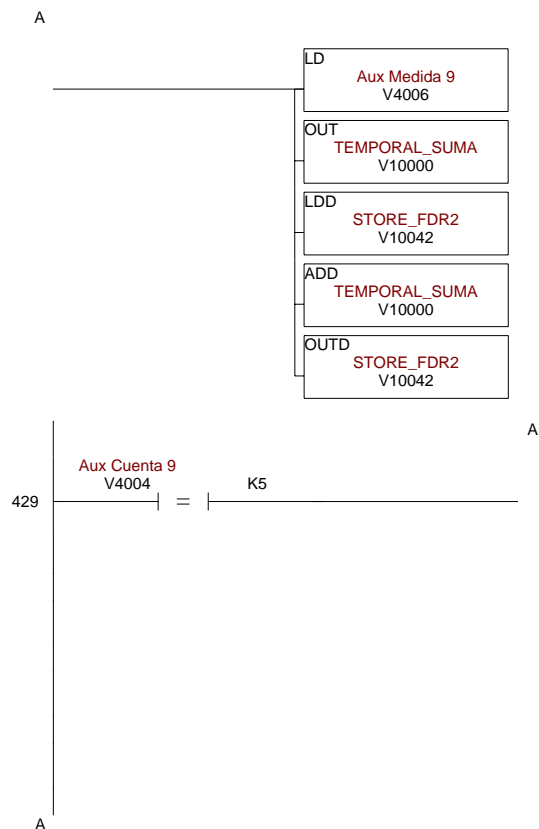 A
LD
Aux Medida 9
V4006
OUT
TEMPORAL_SUMA
V10000
LDD
STORE_FDR2
V10042
ADD
TEMPORAL_SUMA
V10000
OUTD
STORE_FDR2
V10042
A
Aux Cuenta 9
V4004 = K5
429
A